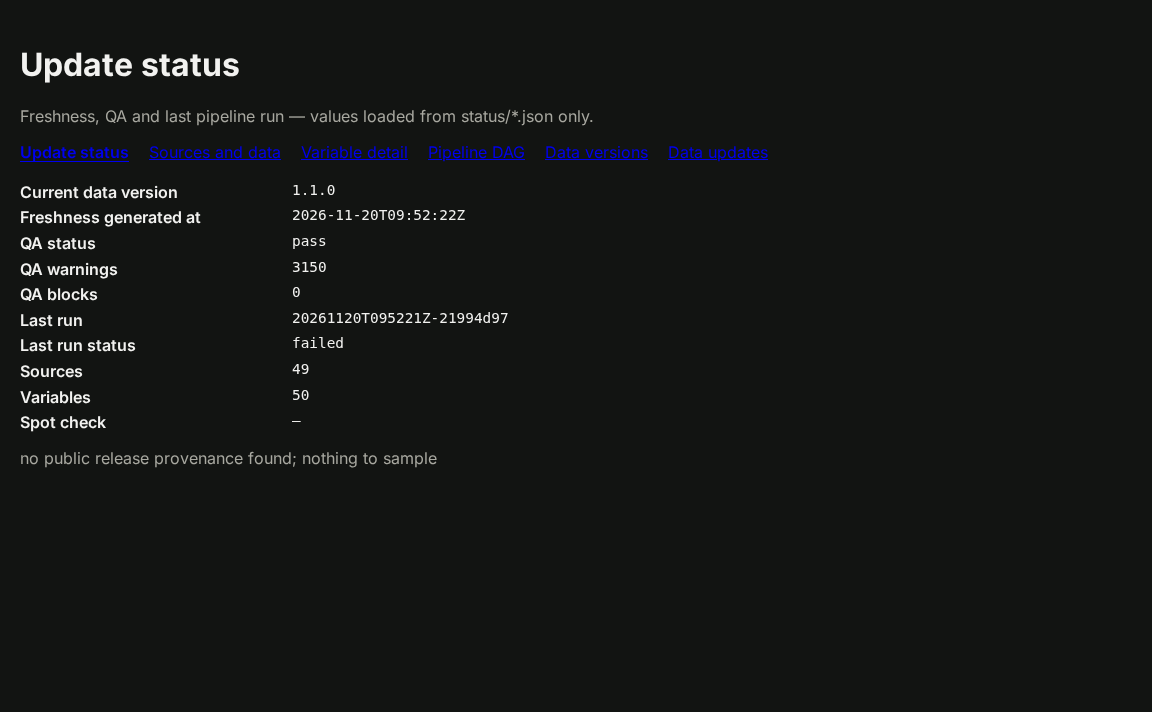 Update status
Freshness, QA and last pipeline run — values loaded from status/*.json only.
Update status Sources and data Variable detail Pipeline DAG Data versions Data updates
Current data version 1.1.0
Freshness generated at 2026-11-20T09:52:22Z
QA status pass
QA warnings 3150
QA blocks 0
Last run 20261120T095221Z-21994d97
Last run status failed
Sources 49
Variables 50
Spot check —
no public release provenance found; nothing to sample